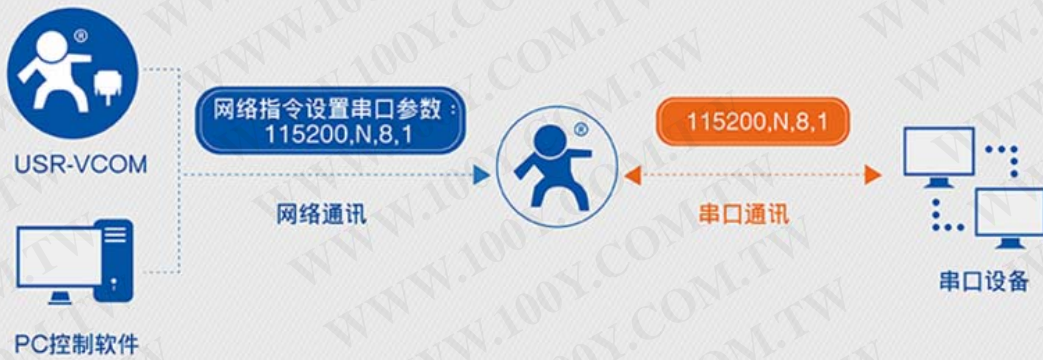 USR-VCOM
网络指令设置串口参数：
115200,N,8,1
网络通讯
®
®
115200,N,8,1
串口通讯
串口设备
PC控制软件
WWW.100Y.COM.TW